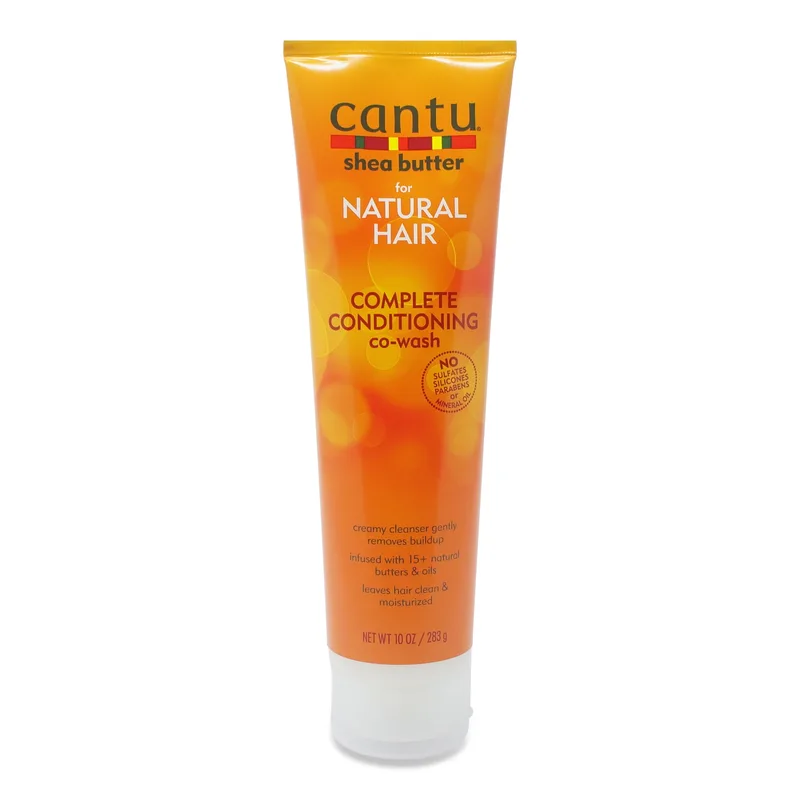 cantu®
shea butter
for
NATURAL
HAIR
COMPLETE
CONDITIONING
co-wash
NO
SULFATES
SILICONES
PARABENS
or
MINERAL OIL
creamy cleanser gently
removes buildup
infused with 15+ natural
butters & oils
leaves hair clean &
moisturized
NET WT 10 OZ / 283 g